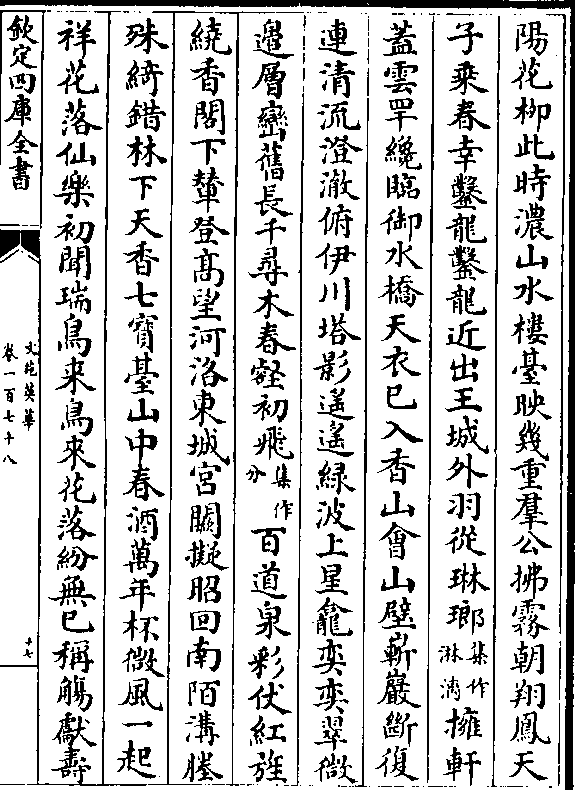 陽花柳此時濃山水樓臺映幾重羣公拂霧朝翔鳳天
子乘春幸鑿龍鑿龍近出王城外羽從琳瑯集作淋漓擁軒
蓋雲罕纔臨御水橋天衣已入香山會山壁嶄巖斷復
連清流澄澈俯伊川塔影遙遙緑波上星龕奕奕翠微
邉層巒舊長千尋木春壑初飛集作分百道泉彩仗紅旌
繞香閣下輦登髙望河洛東城宮闕擬昭回南陌溝塍
殊綺錯林下天香七寶臺山中春酒萬年杯微風一起
祥花落仙樂初聞瑞鳥来鳥來花落紛無已稱觴獻壽
欽定四庫全書
文苑英華
卷一百七十八
十七